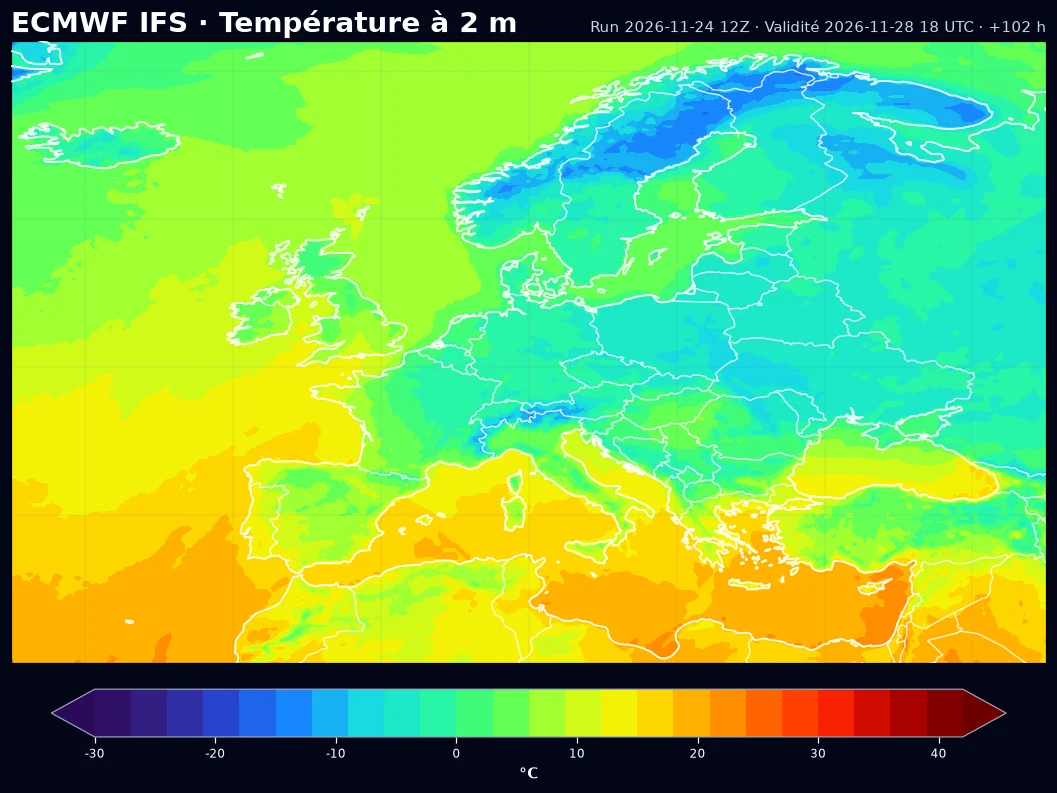 ECMWF IFS · Température à 2 m
Run 2026-11-24 12Z · Validité 2026-11-28 18 UTC · +102 h
-30 -20 -10 0 10 20 30 40
°C